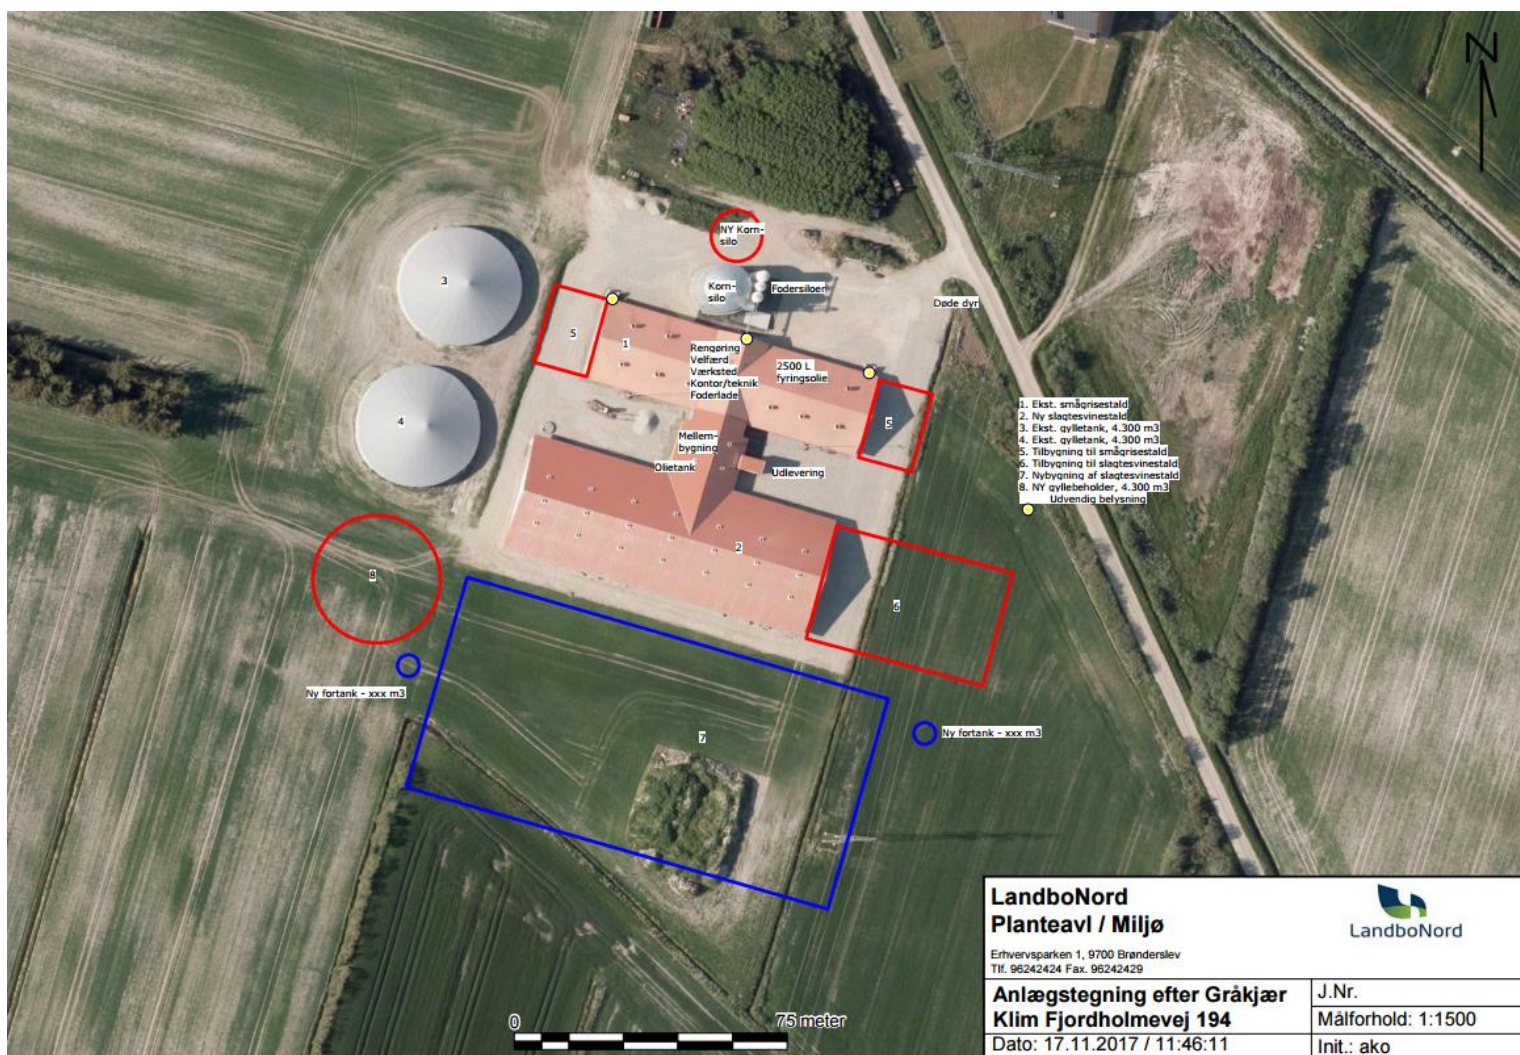 N
NY Korn-
silo
3
Korn-
silo
Fodersiloer
Døde dyr
5
1
Rengøring
Velfærd
Værksted
Kontor/teknik
Foderlade
2500 L
fyringsolie
4
5
Mellem-
bygning
Olietank
Udlevering
1. Ekst. smågrisestald
2. Ny slagtesvinestald
3. Ekst. gylletank, 4.300 m3
4. Ekst. gylletank, 4.300 m3
5. Tilbygning til smågrisestald
6. Tilbygning til slagtesvinestald
7. Nybygning af slagtesvinestald
8. NY gyllebeholder, 4.300 m3
Udvendig belysning
2
8
6
Ny fortank - xxx m3
7
Ny fortank - xxx m3
0
75 meter
LandboNord
Planteavl / Miljø
Erhvervsparken 1, 9700 Brønderslev
Tlf. 96242424 Fax. 96242429
LandboNord
Anlægstegning efter Gråkjær
Klim Fjordholmevej 194
Dato: 17.11.2017 / 11:46:11
J.Nr.
Målforhold: 1:1500
Init.: ako